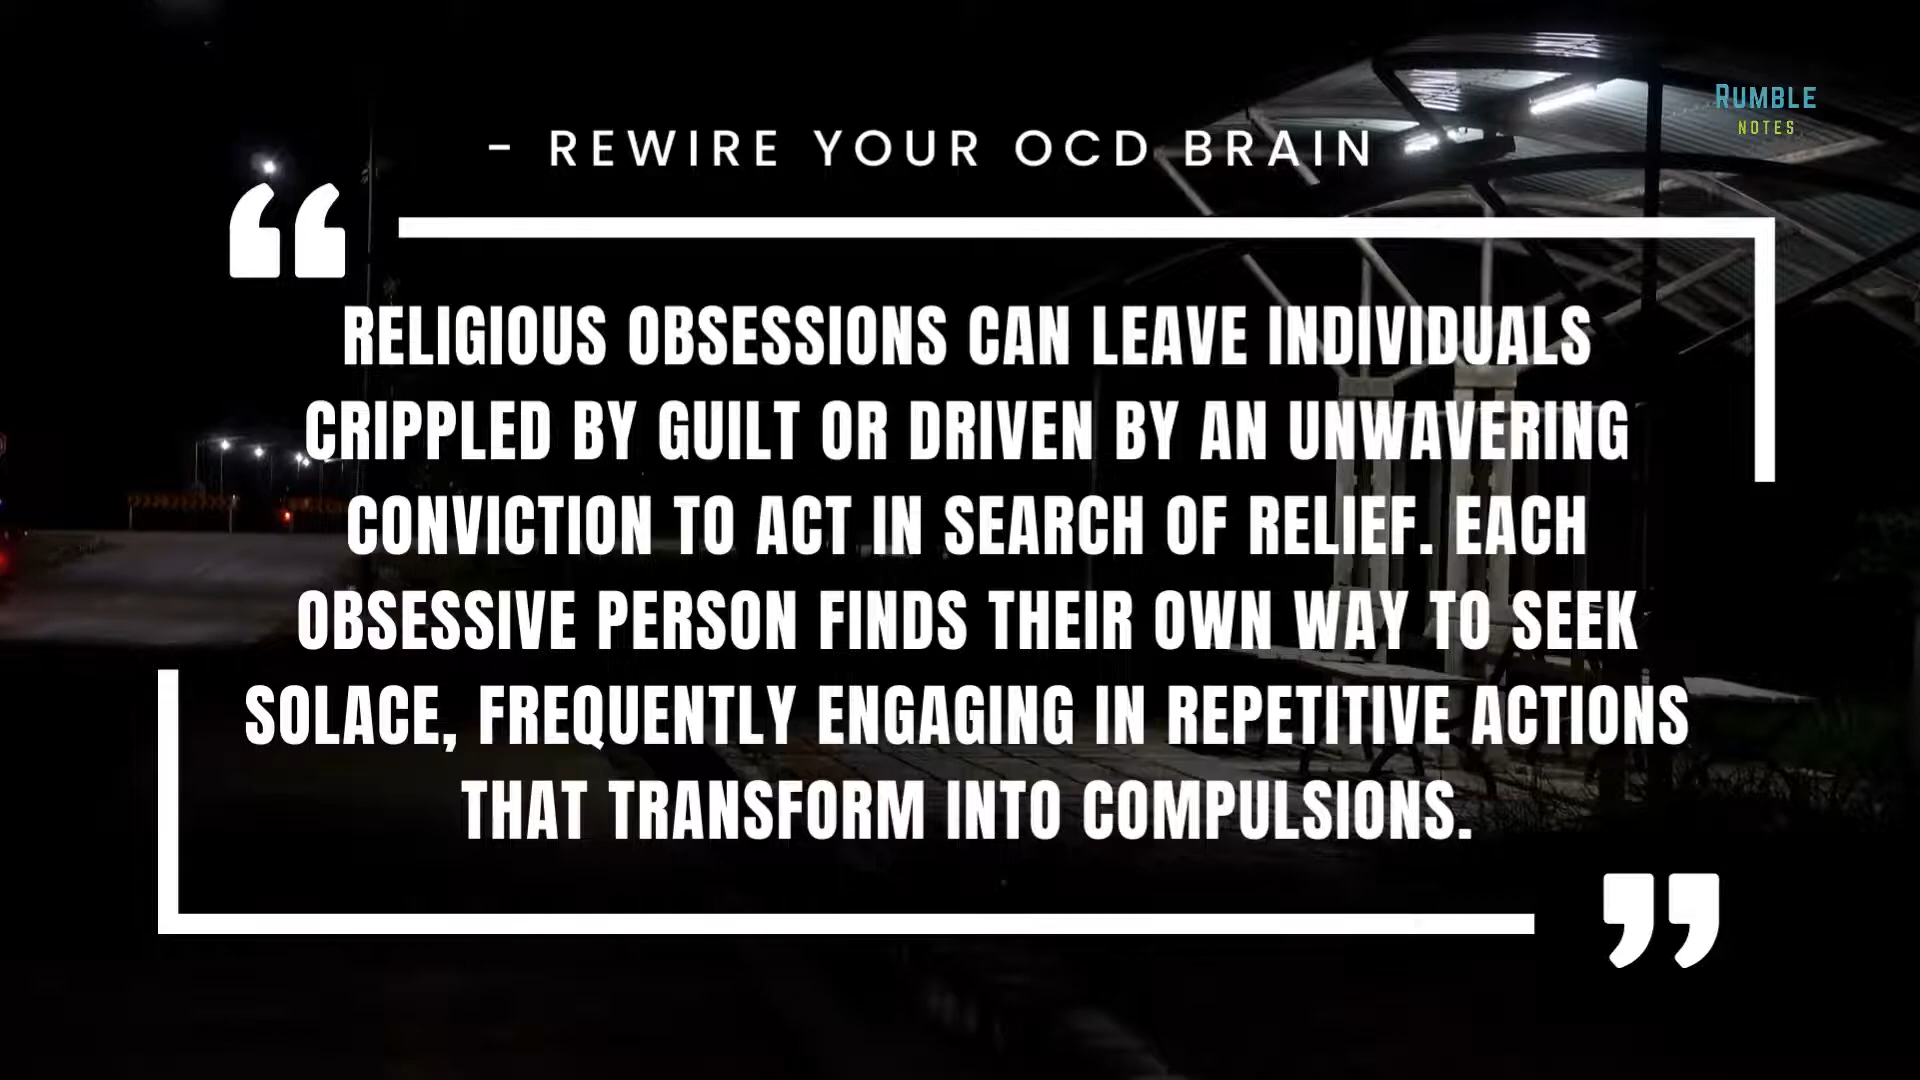 RUMBLE
NOTES
- REWIRE YOUR OCD BRAIN
“
RELIGIOUS OBSESSIONS CAN LEAVE INDIVIDUALS
CRIPPLED BY GUILT OR DRIVEN BY AN UNWAVERING
CONVICTION TO ACT IN SEARCH OF RELIEF. EACH
OBSESSIVE PERSON FINDS THEIR OWN WAY TO SEEK
SOLACE, FREQUENTLY ENGAGING IN REPETITIVE ACTIONS
THAT TRANSFORM INTO COMPULSIONS.
”